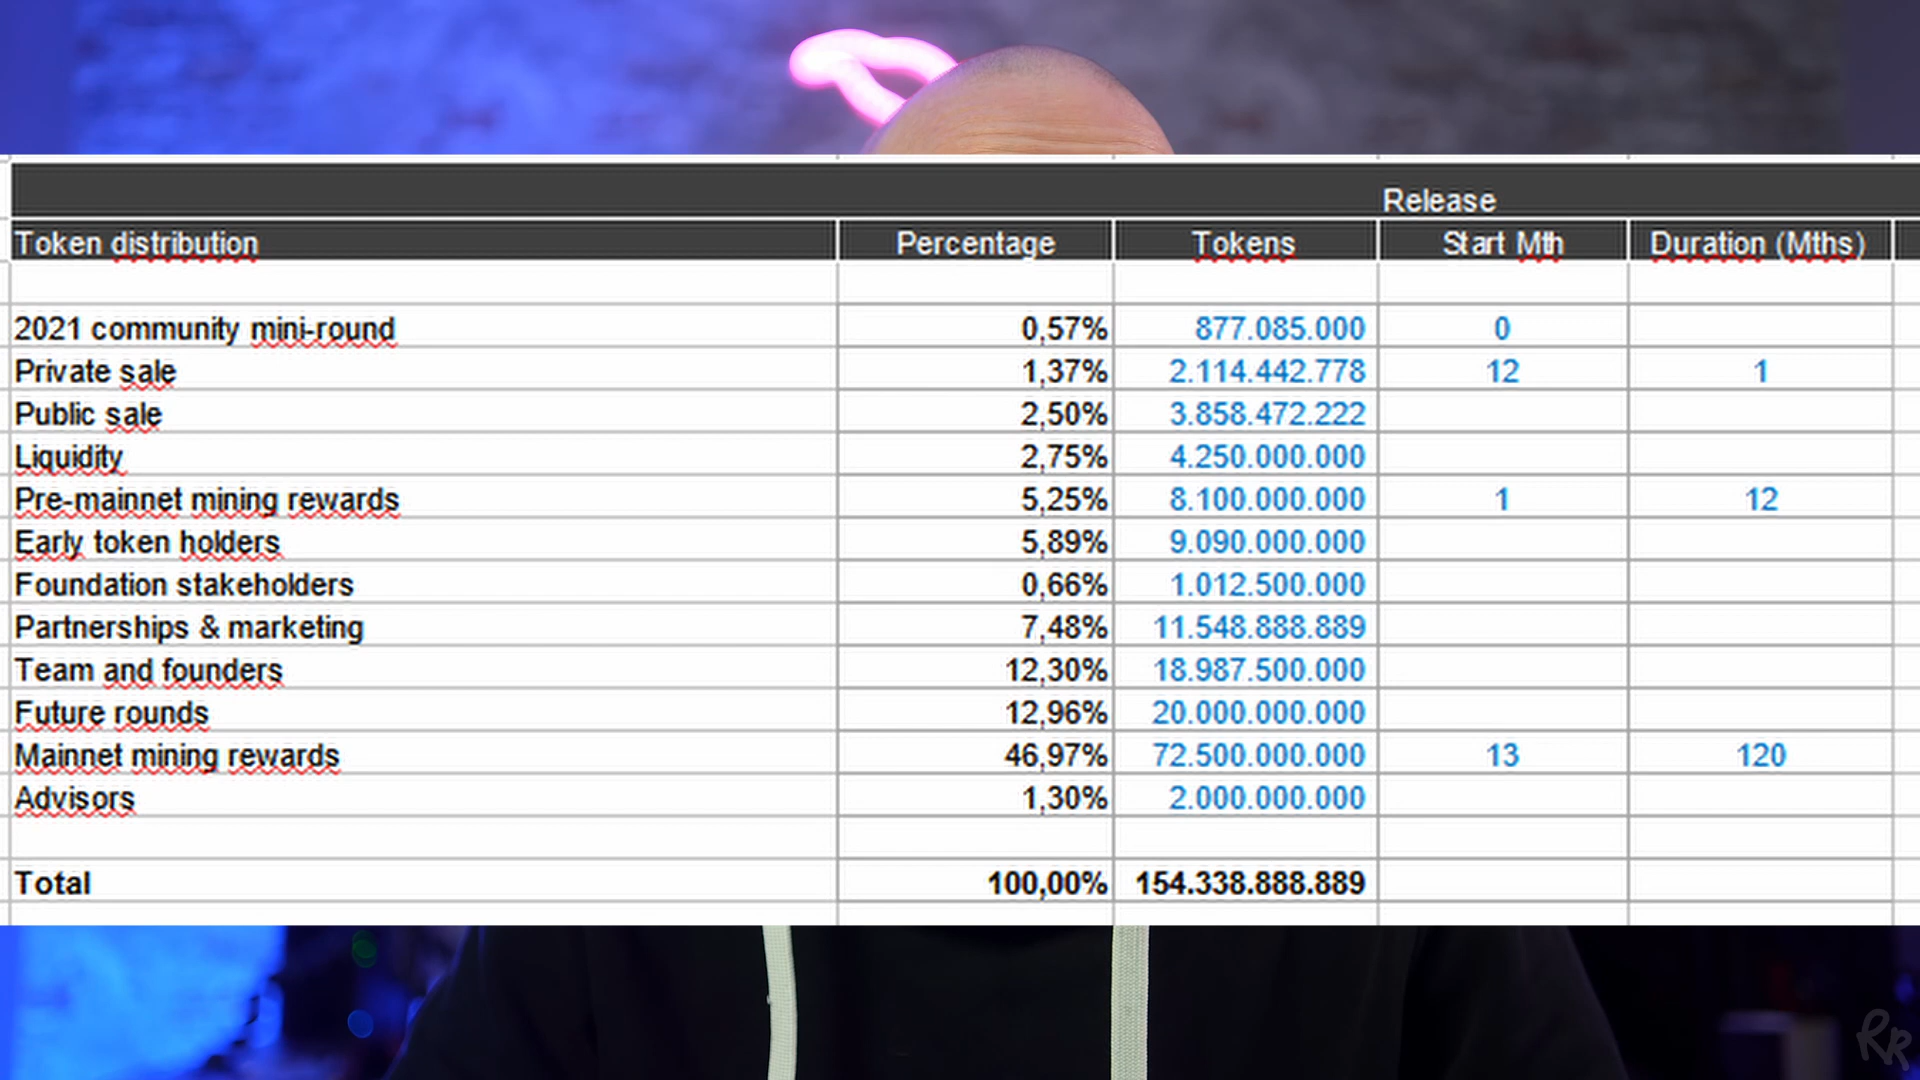 Release
Token distribution Percentage Tokens Start Mth Duration (Mths)
2021 community mini-round 0,57% 877.085.000 0
Private sale 1,37% 2.114.442.778 12 1
Public sale 2,50% 3.858.472.222
Liquidity 2,75% 4.250.000.000
Pre-mainnet mining rewards 5,25% 8.100.000.000 1 12
Early token holders 5,89% 9.090.000.000
Foundation stakeholders 0,66% 1.012.500.000
Partnerships & marketing 7,48% 11.548.888.889
Team and founders 12,30% 18.987.500.000
Future rounds 12,96% 20.000.000.000
Mainnet mining rewards 46,97% 72.500.000.000 13 120
Advisors 1,30% 2.000.000.000
Total 100,00% 154.338.888.889
RR